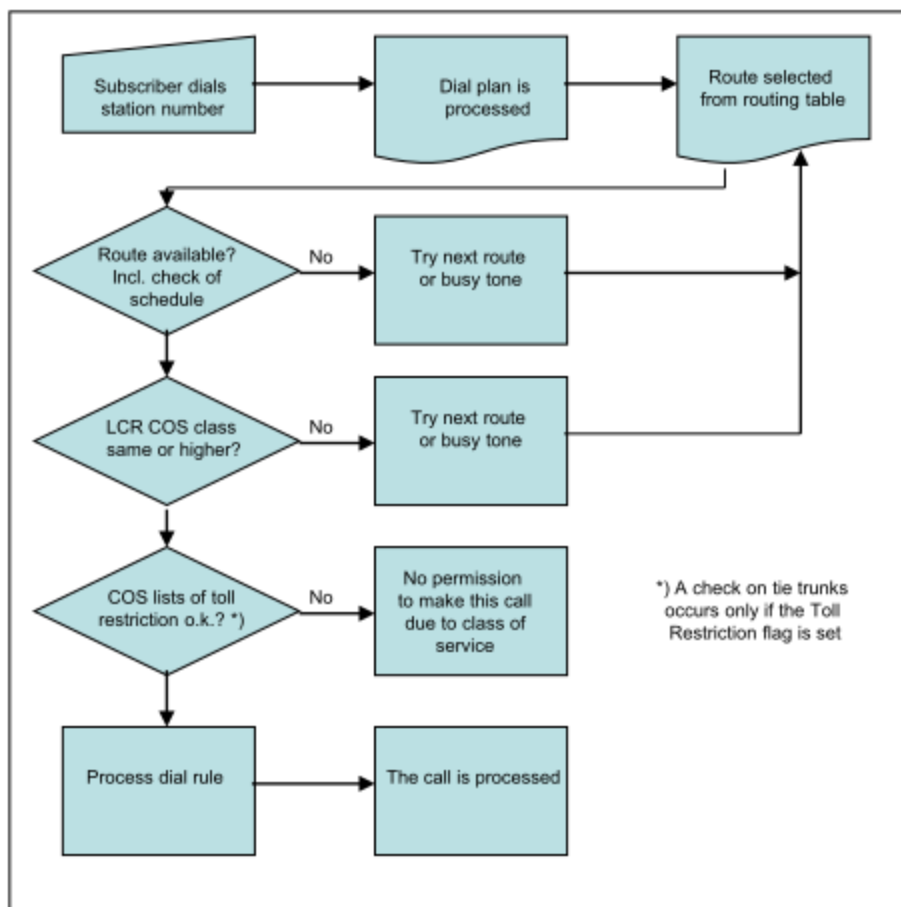 Subscriber dials
station number
Dial plan is
processed
Route selected
from routing table
Route available?
Incl. check of
schedule
No
Try next route
or busy tone
LCR COS class
same or higher?
No
Try next route
or busy tone
COS lists of toll
restriction o.k.? *)
No
No permission
to make this call
due to class of
service
*) A check on tie trunks
occurs only if the Toll
Restriction flag is set
Process dial rule
The call is processed